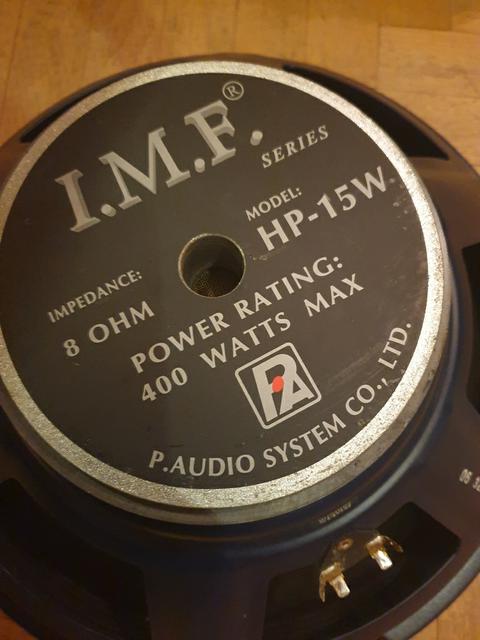 I.M.F.®
SERIES
MODEL:
HP-15W
IMPEDANCE:
8 OHM
POWER RATING:
400 WATTS MAX
PA
P.AUDIO SYSTEM CO., LTD.